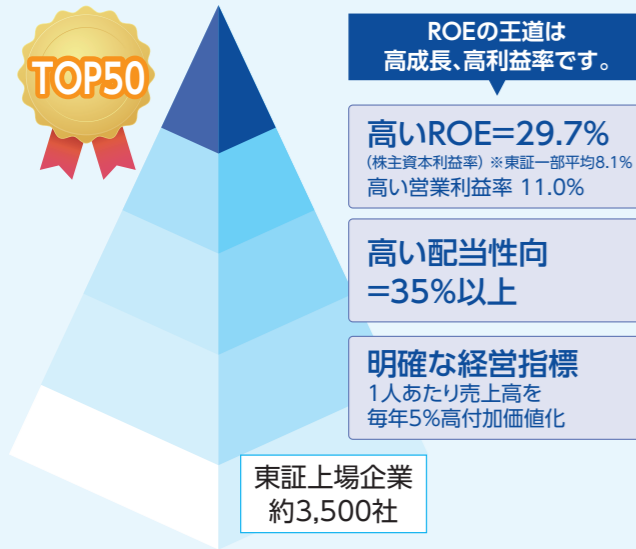 TOP50
ROEの王道は
高成長、高利益率です。
高いROE=29.7%
(株主資本利益率) ※東証一部平均8.1%
高い営業利益率 11.0%
高い配当性向
=35%以上
明確な経営指標
1人あたり売上高を
毎年5%高付加価値化
東証上場企業
約3,500社